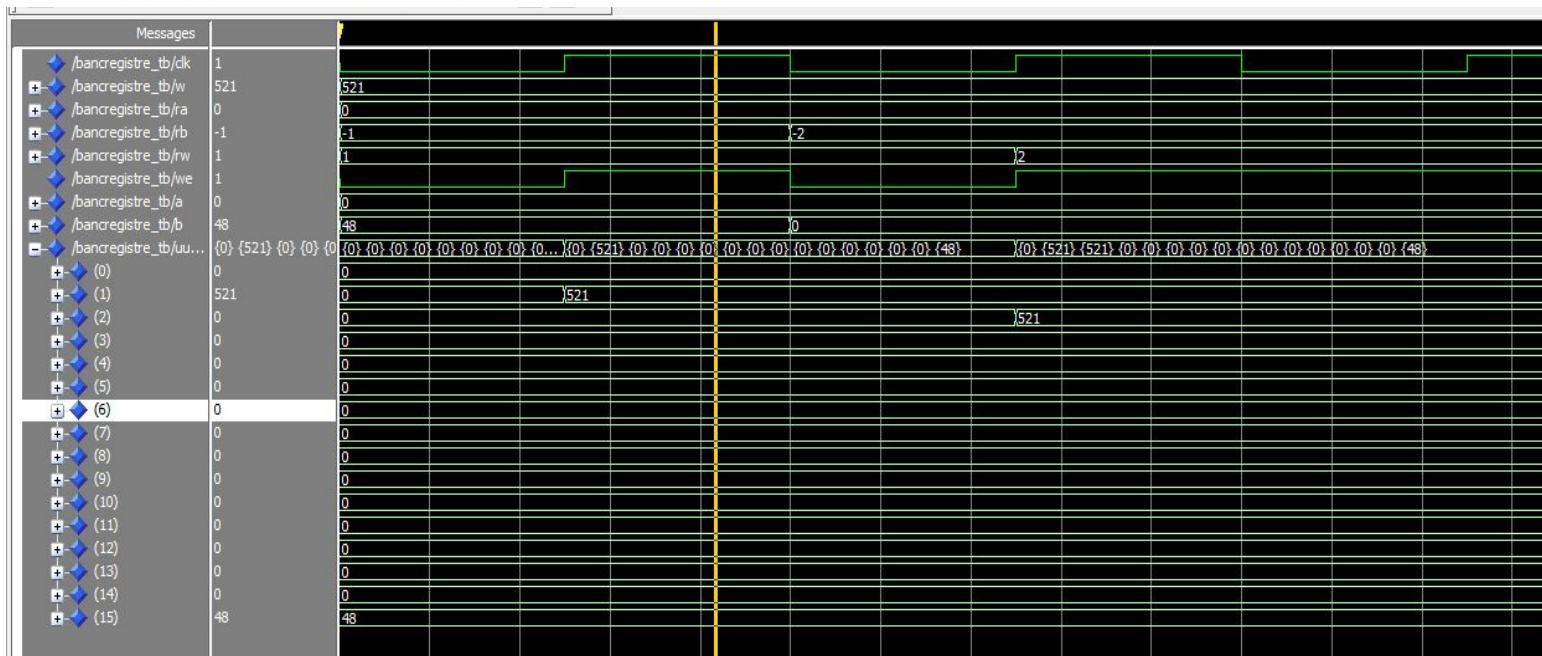 Messages
/bancregistre_tb/clk 1
/bancregistre_tb/w 521 521
/bancregistre_tb/ra 0 0
/bancregistre_tb/rb -1 -1 -2
/bancregistre_tb/rw 1 1 2
/bancregistre_tb/we 1
/bancregistre_tb/a 0 0
/bancregistre_tb/b 48 48 0
/bancregistre_tb/uu... {0} {521} {0} {0} {0 {0} {0} {0} {0} {0} {0} {0} {0} {0... {0} {521} {0} {0} {0} {0} {0} {0} {0} {0} {0} {0} {0} {0} {0} {48} {0} {521} {521} {0} {0} {0} {0} {0} {0} {0} {0} {0} {0} {0} {0} {48}
(0) 0 0
(1) 521 0 521
(2) 0 0 521
(3) 0 0
(4) 0 0
(5) 0 0
(6) 0 0
(7) 0 0
(8) 0 0
(9) 0 0
(10) 0 0
(11) 0 0
(12) 0 0
(13) 0 0
(14) 0 0
(15) 48 48